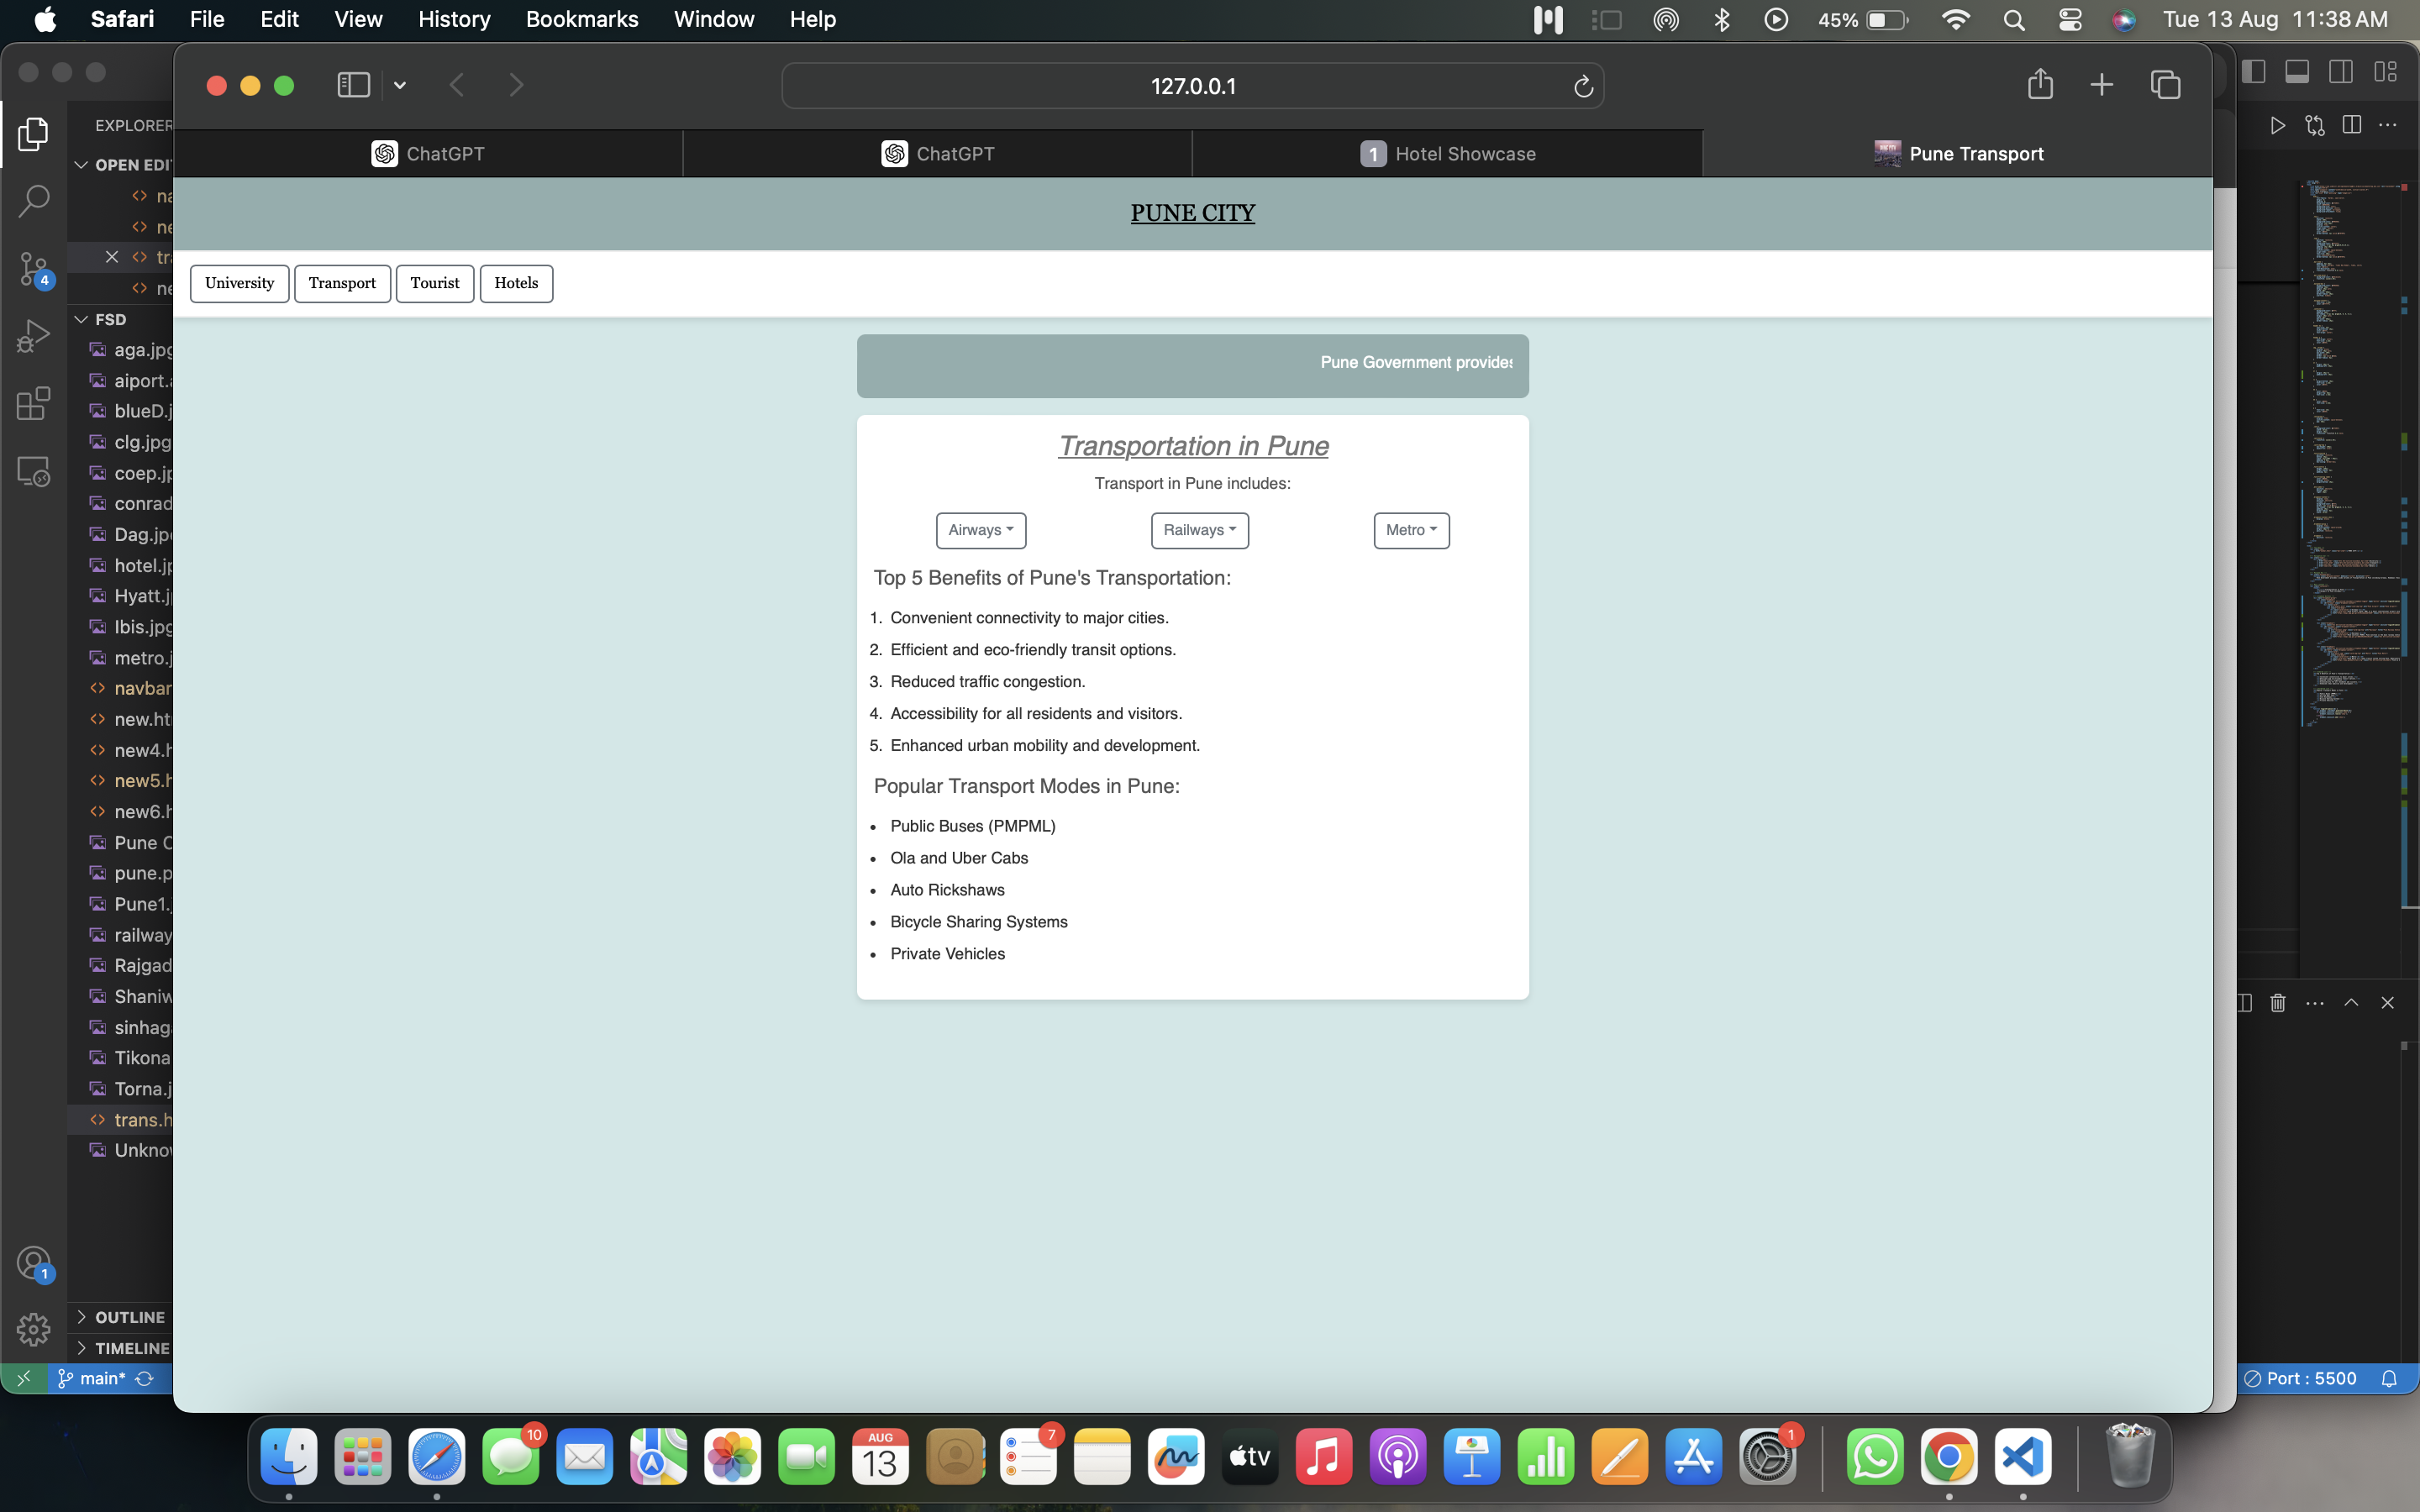 Safari File Edit View History Bookmarks Window Help 45% Tue 13 Aug 11:38 AM
127.0.0.1
EXPLORER
ChatGPT ChatGPT 1 Hotel Showcase Pune Transport
OPEN EDI
na
ne
tra
ne
4
PUNE CITY
University Transport Tourist Hotels
FSD
aga.jpg
aiport.a
blueD.j
clg.jpg
coep.jp
conrad
Dag.jpe
hotel.jp
Hyatt.j
Ibis.jpg
metro.j
navbar
new.ht
new4.h
new5.h
new6.h
Pune C
pune.p
Pune1.
railway
Rajgad
Shaniw
sinhag
Tikona
Torna.j
trans.h
Unknov
Pune Government provides
Transportation in Pune
Transport in Pune includes:
Airways Railways Metro
Top 5 Benefits of Pune's Transportation:
1. Convenient connectivity to major cities.
2. Efficient and eco-friendly transit options.
3. Reduced traffic congestion.
4. Accessibility for all residents and visitors.
5. Enhanced urban mobility and development.
Popular Transport Modes in Pune:
• Public Buses (PMPML)
• Ola and Uber Cabs
• Auto Rickshaws
• Bicycle Sharing Systems
• Private Vehicles
1
OUTLINE
TIMELINE
main* Port : 5500
10 AUG 13 7 tv 1